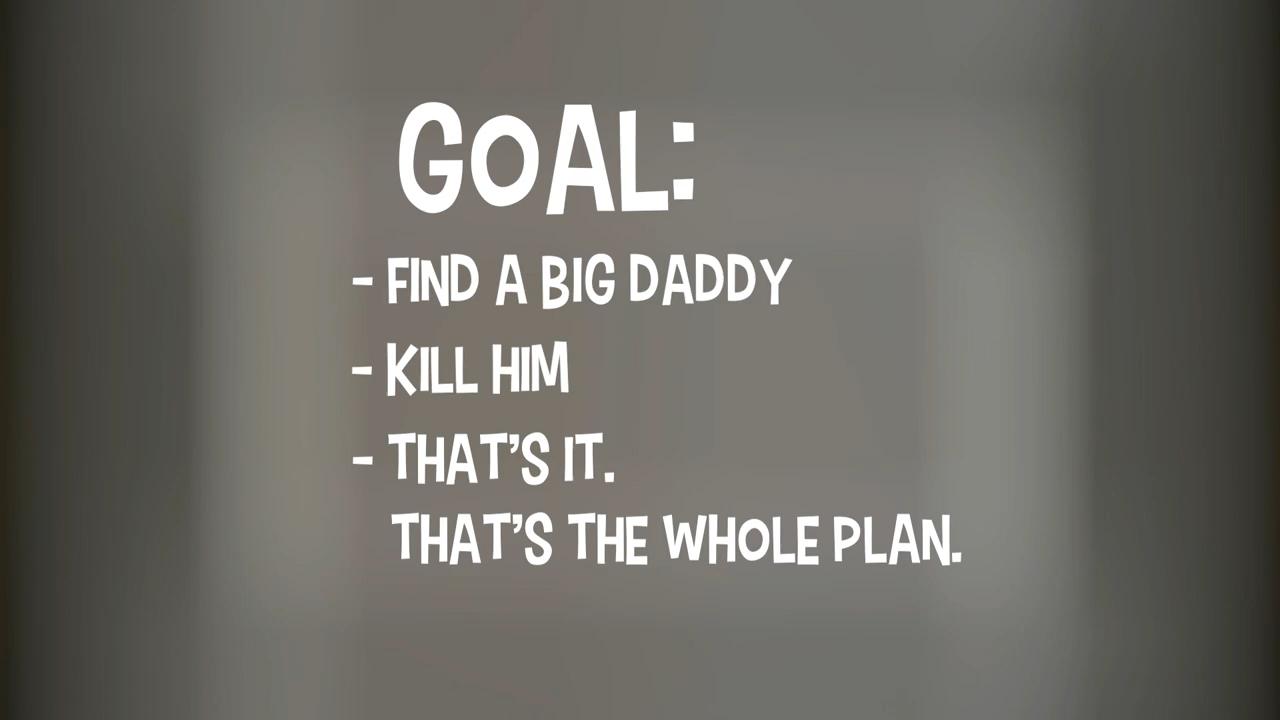 GOAL:
- FIND A BIG DADDY
- KILL HIM
- THAT'S IT.
THAT'S THE WHOLE PLAN.